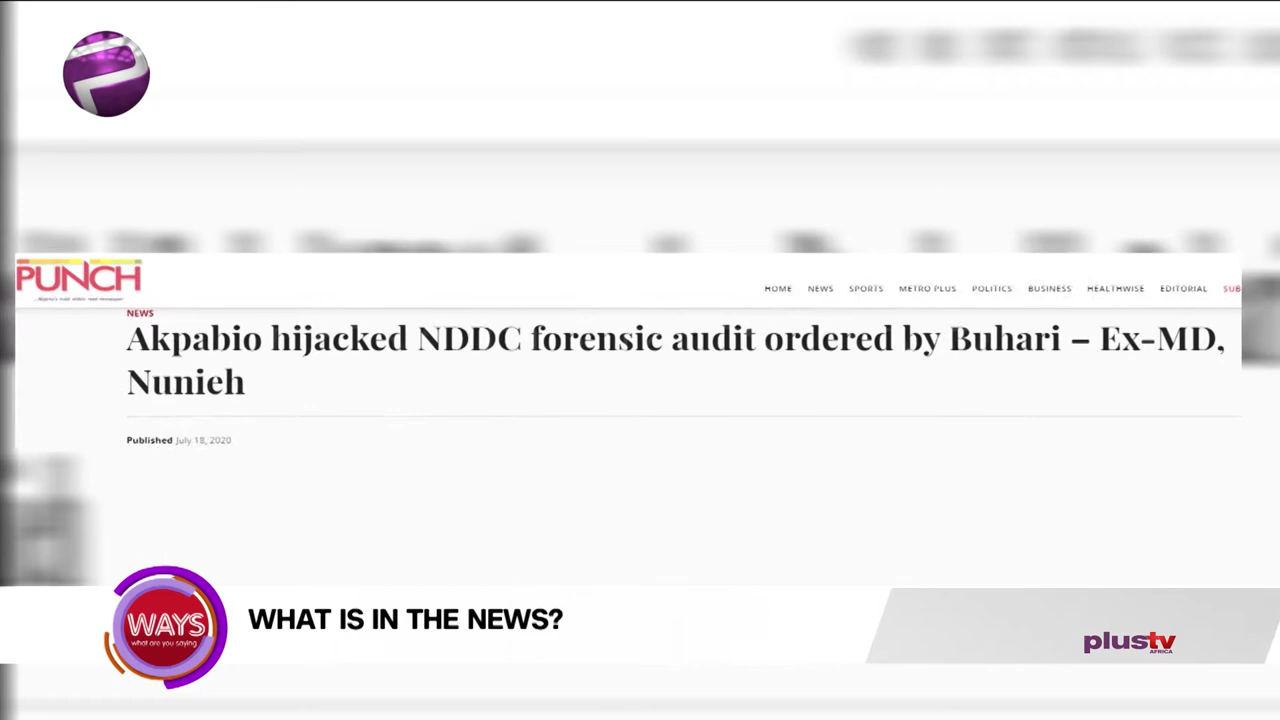 PUNCH
HOME NEWS SPORTS METRO PLUS POLITICS BUSINESS HEALTHWISE EDITORIAL SUB
NEWS
Akpabio hijacked NDDC forensic audit ordered by Buhari – Ex-MD,
Nunieh
Published July 18, 2020
WAYS
what are you saying
WHAT IS IN THE NEWS?
plustv
AFRICA